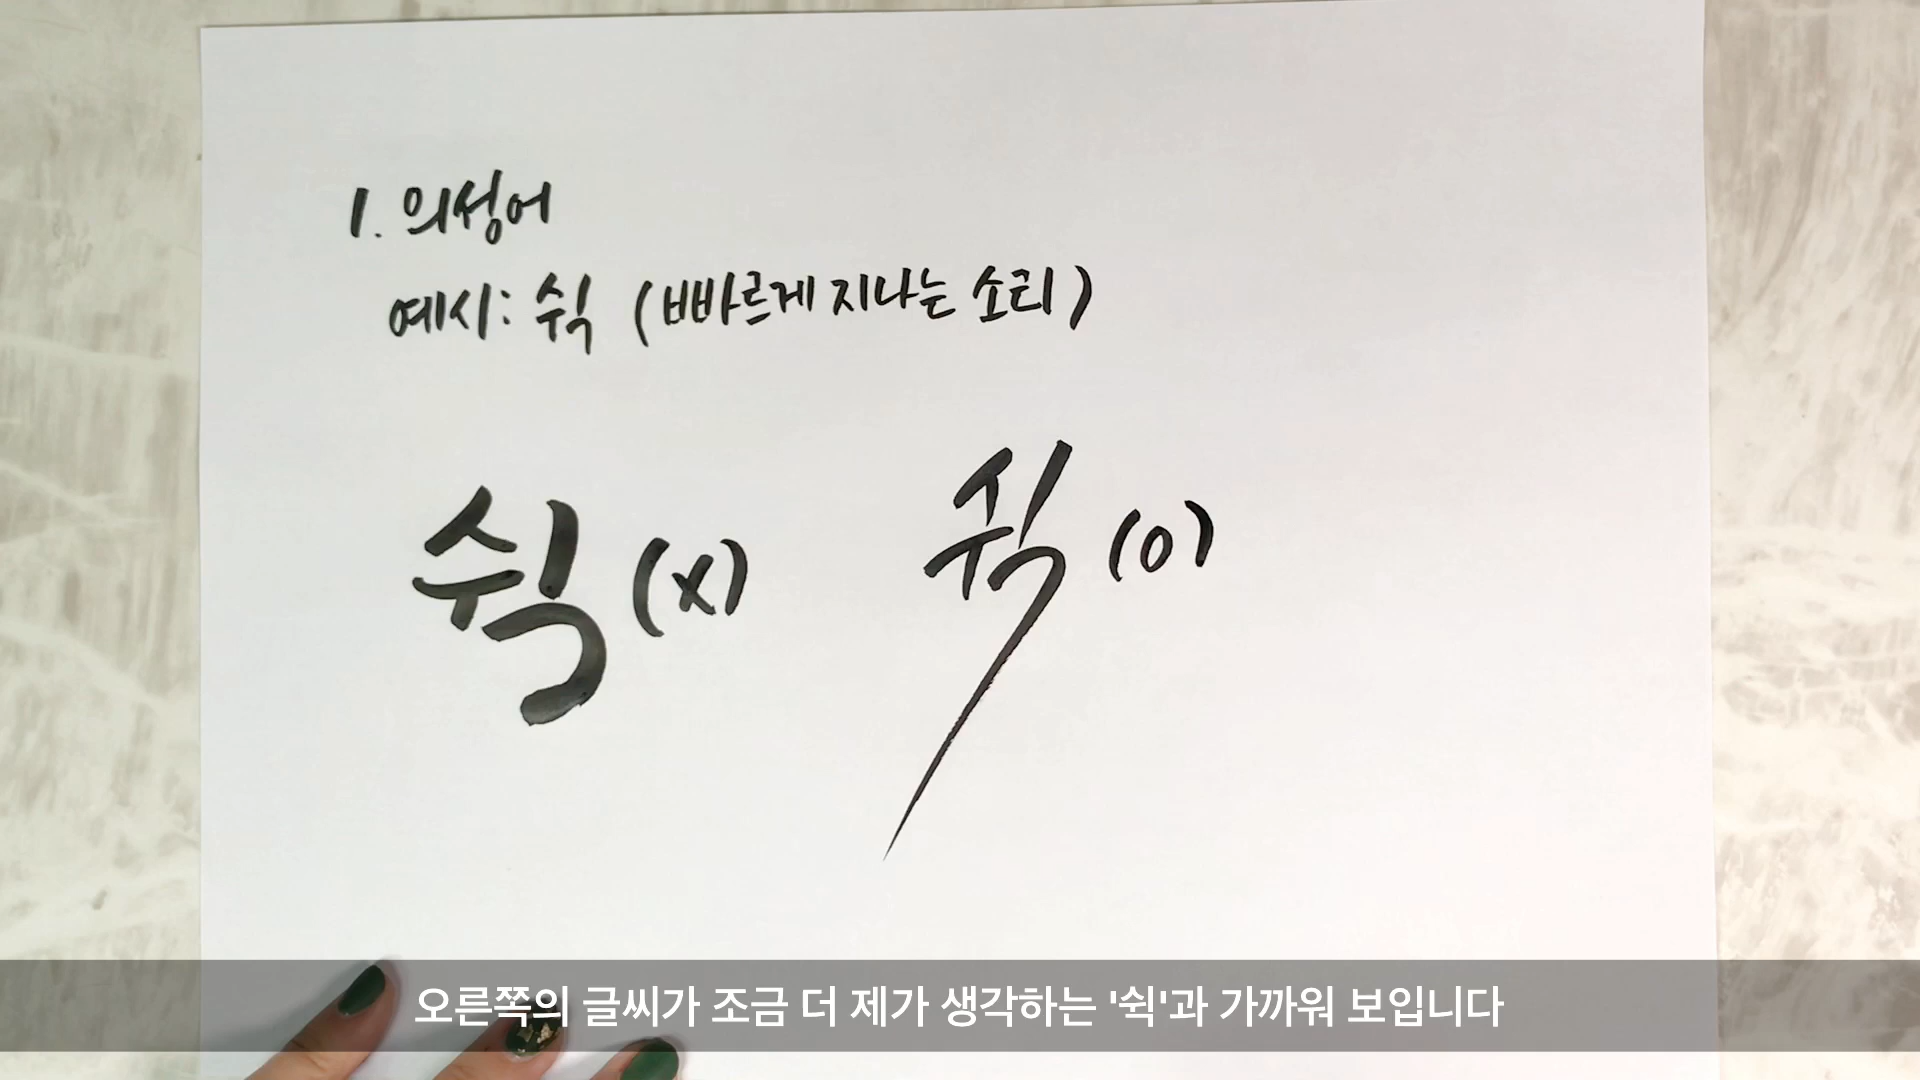 1. 의성어
예시: 쉭 (빠르게 지나는 소리)
쉭 (x) 쉭 (o)
오른쪽의 글씨가 조금 더 제가 생각하는 '쉭'과 가까워 보입니다